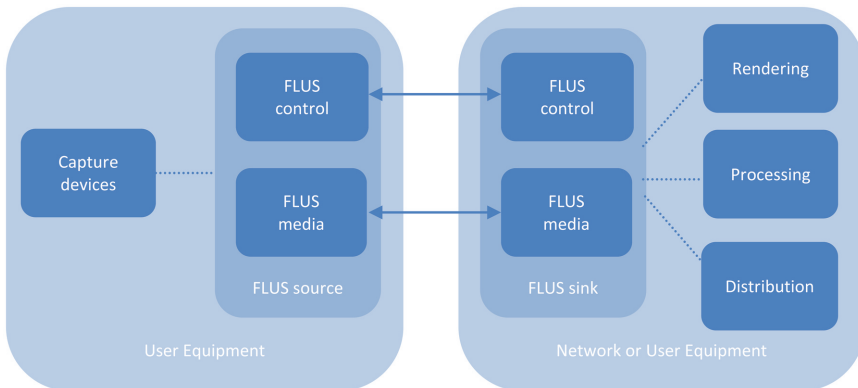 Capture
devices
FLUS
control
FLUS
media
FLUS source
User Equipment
FLUS
control
FLUS
media
FLUS sink
Rendering
Processing
Distribution
Network or User Equipment